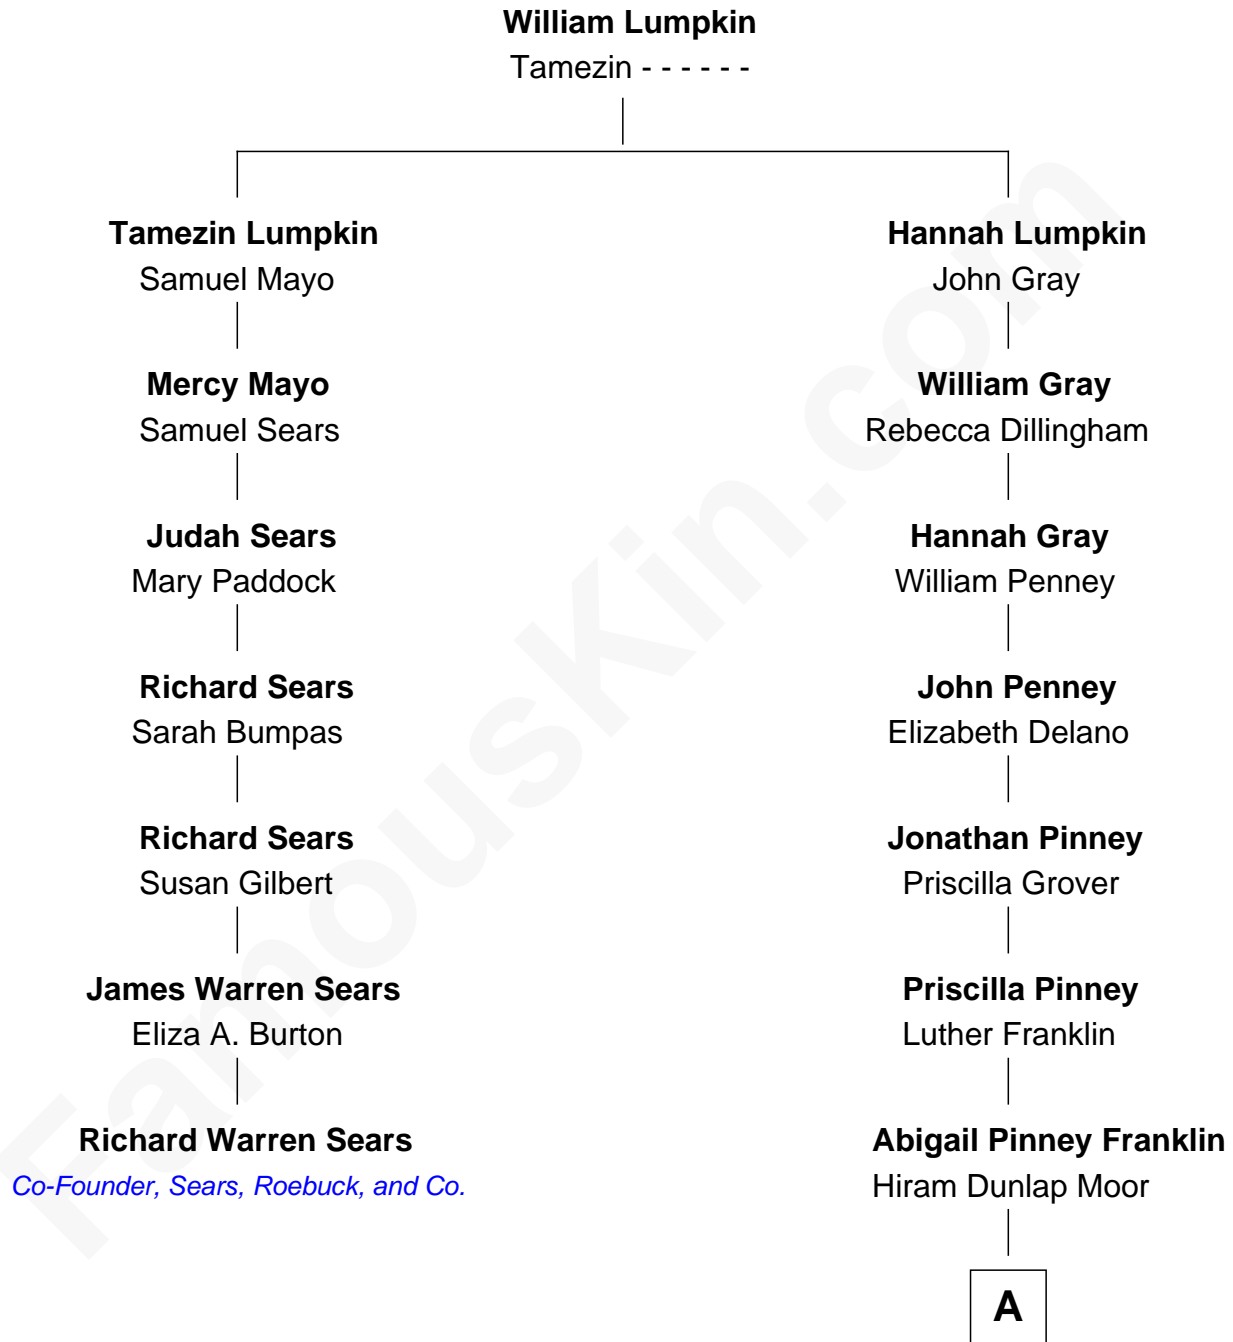 William Lumpkin
Tamezin - - - - - -
Tamezin Lumpkin
Samuel Mayo
Mercy Mayo
Samuel Sears
Judah Sears
Mary Paddock
Richard Sears
Sarah Bumpas
Richard Sears
Susan Gilbert
James Warren Sears
Eliza A. Burton
Richard Warren Sears
Co-Founder, Sears, Roebuck, and Co.
Hannah Lumpkin
John Gray
William Gray
Rebecca Dillingham
Hannah Gray
William Penney
John Penney
Elizabeth Delano
Jonathan Pinney
Priscilla Grover
Priscilla Pinney
Luther Franklin
Abigail Pinney Franklin
Hiram Dunlap Moor
A
FamousKin.com